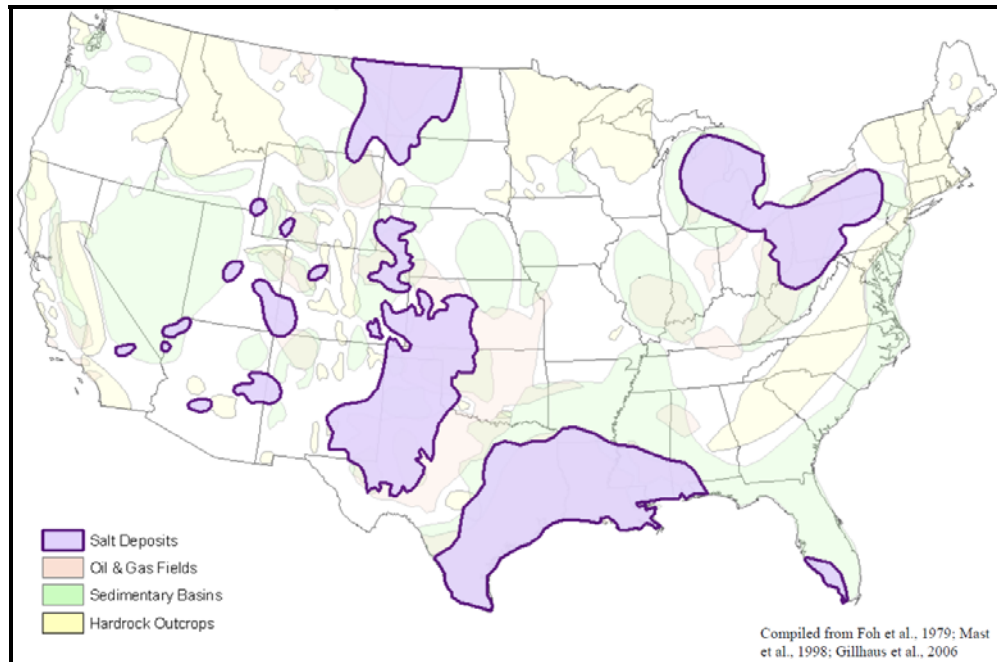 Salt Deposits
Oil & Gas Fields
Sedimentary Basins
Hardrock Outcrops
Compiled from Foh et al., 1979; Mast
et al., 1998; Gillhaus et al., 2006